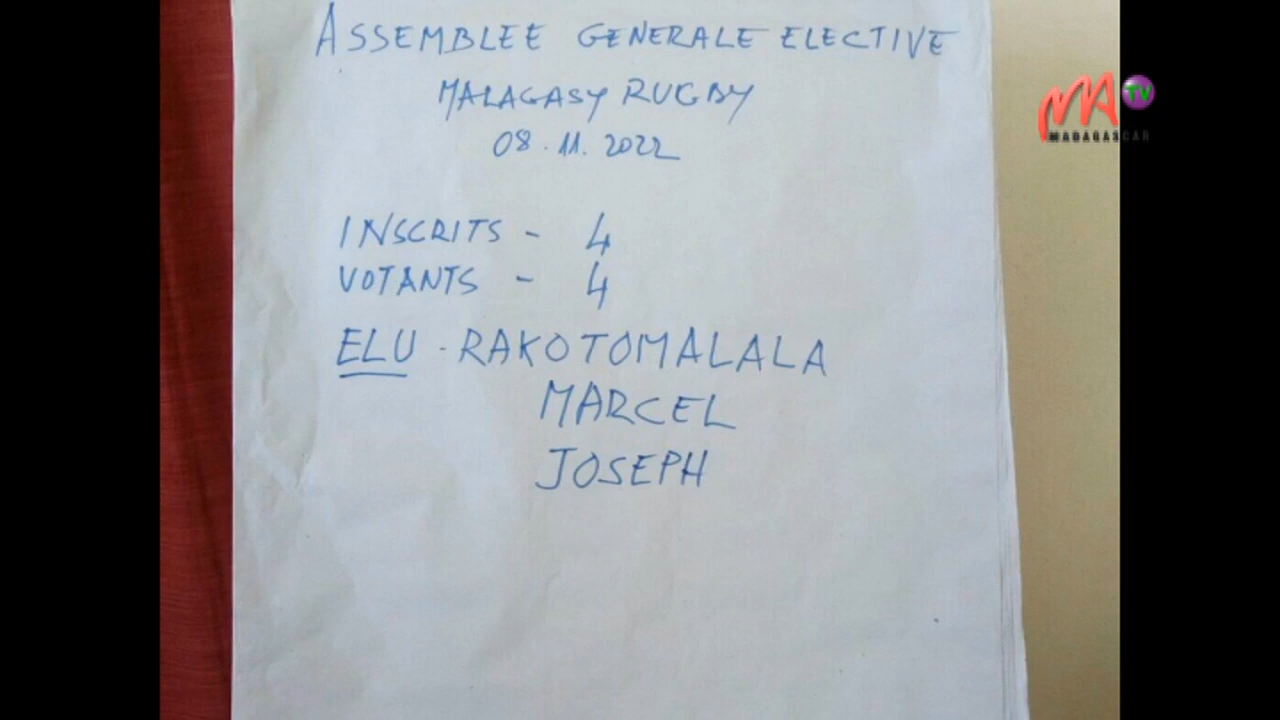 ASSEMBLEE GENERALE ELECTIVE
MALAGASY RUGBY
08.11.2022
INSCRITS - 4
VOTANTS - 4
ELU - RAKOTOMALALA
MARCEL
JOSEPH
MA TV
MADAGASCAR